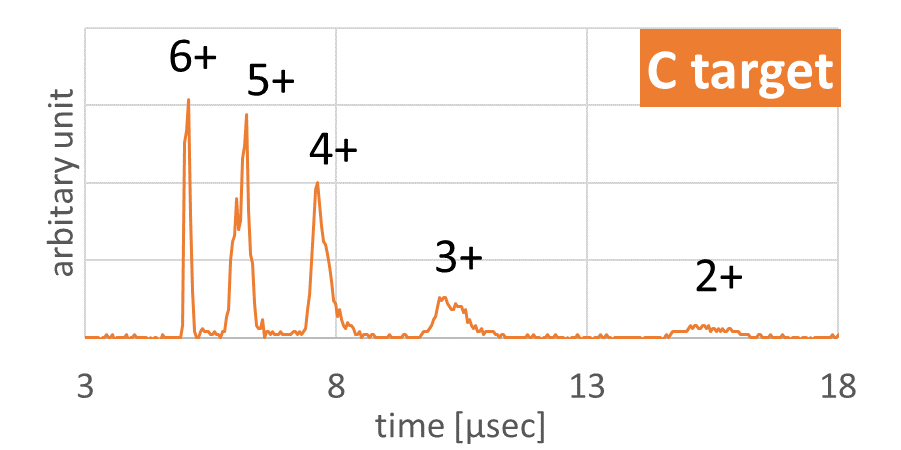 C target
6+
5+
4+
3+
2+
arbitary unit
3 8 13 18
time [μsec]